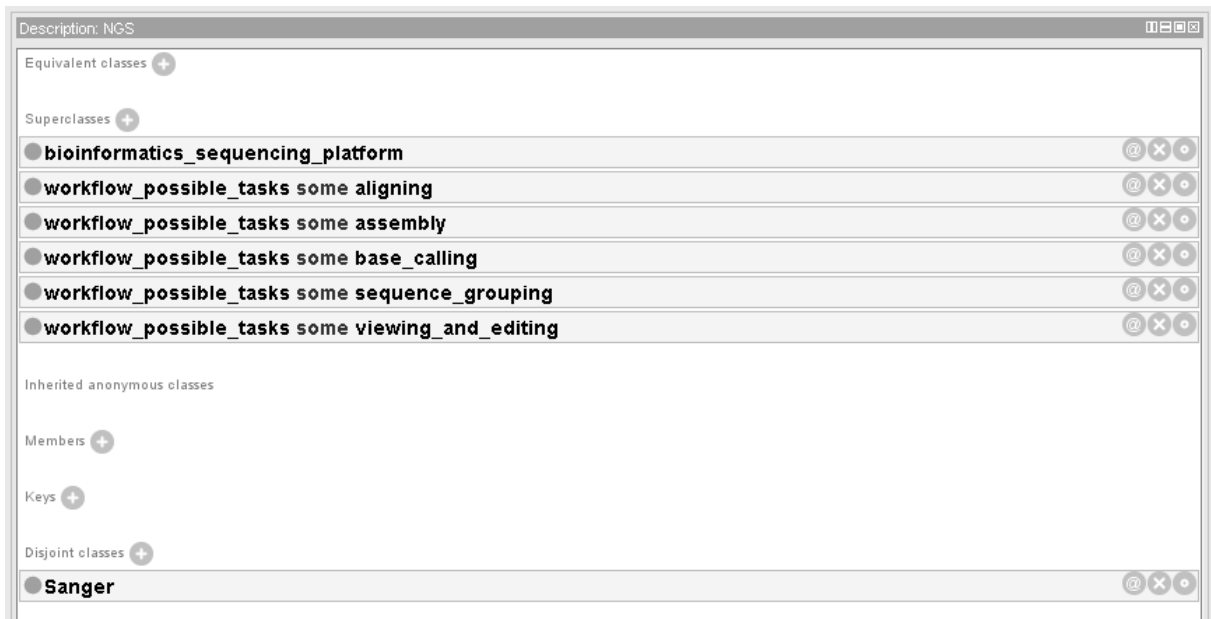 Description: NGS
Equivalent classes
Superclasses
bioinformatics_sequencing_platform
workflow_possible_tasks some aligning
workflow_possible_tasks some assembly
workflow_possible_tasks some base_calling
workflow_possible_tasks some sequence_grouping
workflow_possible_tasks some viewing_and_editing
Inherited anonymous classes
Members
Keys
Disjoint classes
Sanger